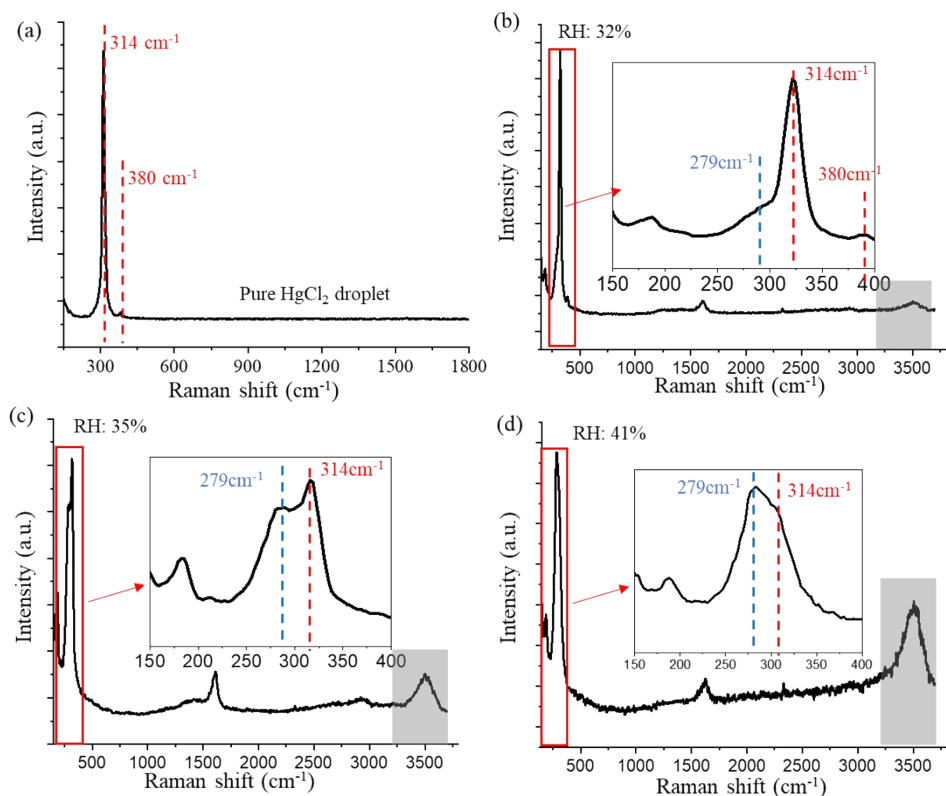 (a)
314 cm⁻¹
380 cm⁻¹
Pure HgCl₂ droplet
Intensity (a.u.)
300 600 900 1200 1500 1800
Raman shift (cm⁻¹)
(b)
RH: 32%
314cm⁻¹
279cm⁻¹
380cm⁻¹
150 200 250 300 350 400
Intensity (a.u.)
500 1000 1500 2000 2500 3000 3500
Raman shift (cm⁻¹)
(c)
RH: 35%
279cm⁻¹
314cm⁻¹
150 200 250 300 350 400
Intensity (a.u.)
500 1000 1500 2000 2500 3000 3500
Raman shift (cm⁻¹)
(d)
RH: 41%
279cm⁻¹
314cm⁻¹
150 200 250 300 350 400
Intensity (a.u.)
500 1000 1500 2000 2500 3000 3500
Raman shift (cm⁻¹)